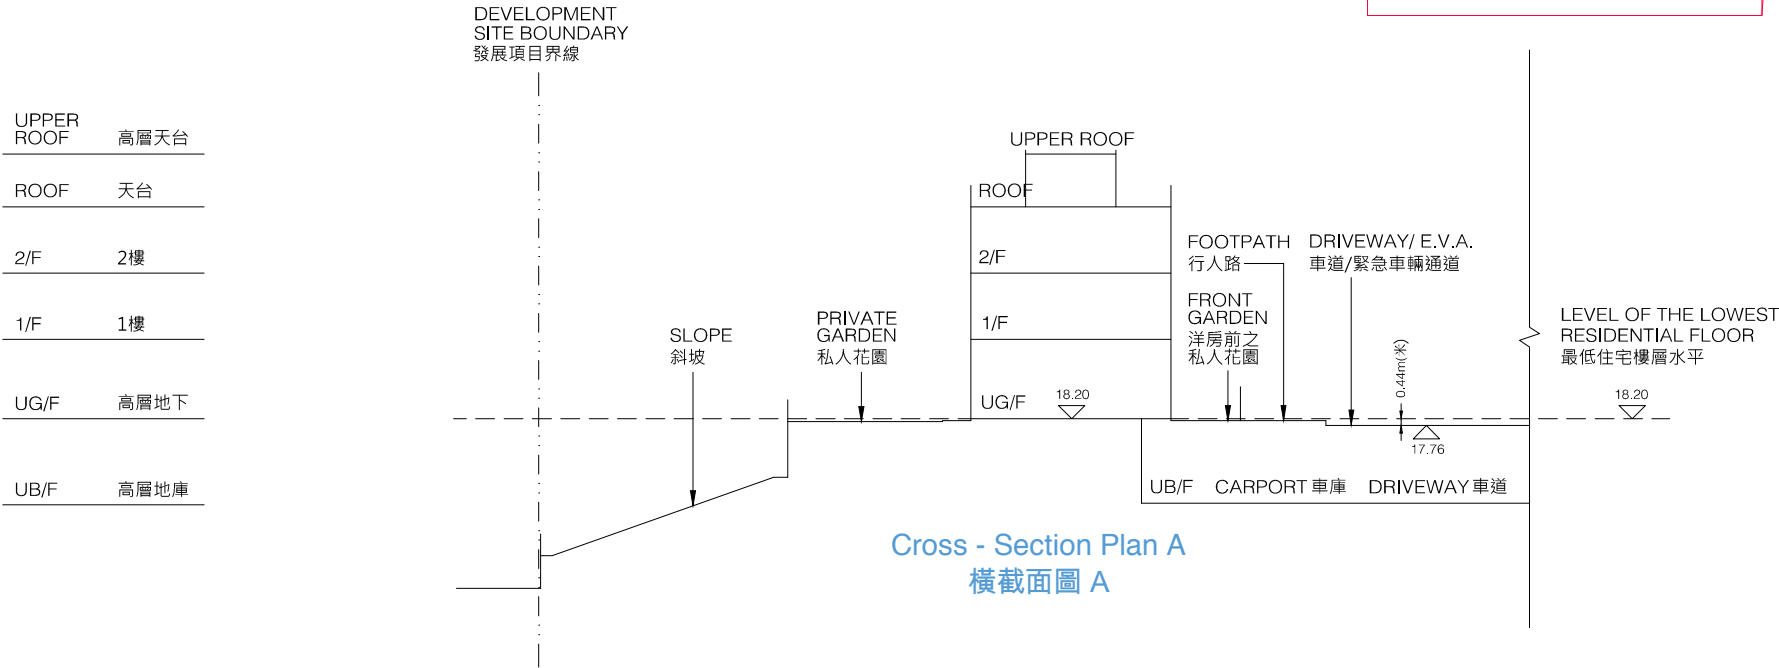 DEVELOPMENT
SITE BOUNDARY
發展項目界線
UPPER
ROOF 高層天台
ROOF 天台
2/F 2樓
1/F 1樓
UG/F 高層地下
UB/F 高層地庫
SLOPE
斜坡
PRIVATE
GARDEN
私人花園
UPPER ROOF
ROOF
2/F
1/F
UG/F
18.20
FOOTPATH
行人路
DRIVEWAY/ E.V.A.
車道/緊急車輛通道
FRONT
GARDEN
洋房前之
私人花園
0.44m(米)
17.76
UB/F CARPORT 車庫 DRIVEWAY 車道
LEVEL OF THE LOWEST
RESIDENTIAL FLOOR
最低住宅樓層水平
18.20
Cross - Section Plan A
橫截面圖 A